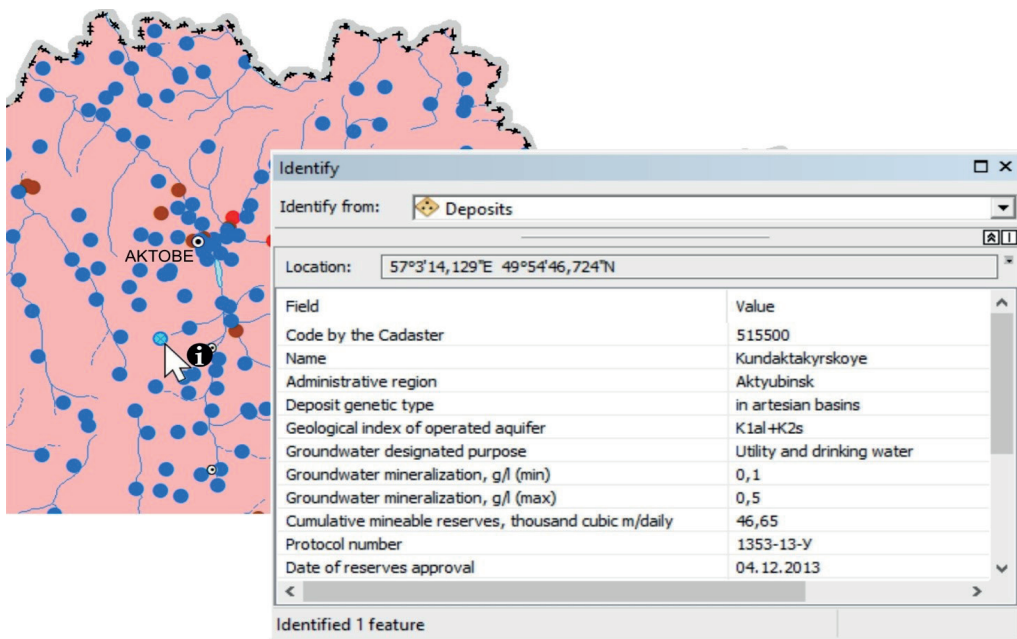 AKTOBE
Identify
Identify from: Deposits
Location: 57°3'14,129"E 49°54'46,724"N
Field Value
Code by the Cadaster 515500
Name Kundaktakyrskoye
Administrative region Aktyubinsk
Deposit genetic type in artesian basins
Geological index of operated aquifer K1al+K2s
Groundwater designated purpose Utility and drinking water
Groundwater mineralization, g/l (min) 0,1
Groundwater mineralization, g/l (max) 0,5
Cumulative mineable reserves, thousand cubic m/daily 46,65
Protocol number 1353-13-У
Date of reserves approval 04.12.2013
Identified 1 feature